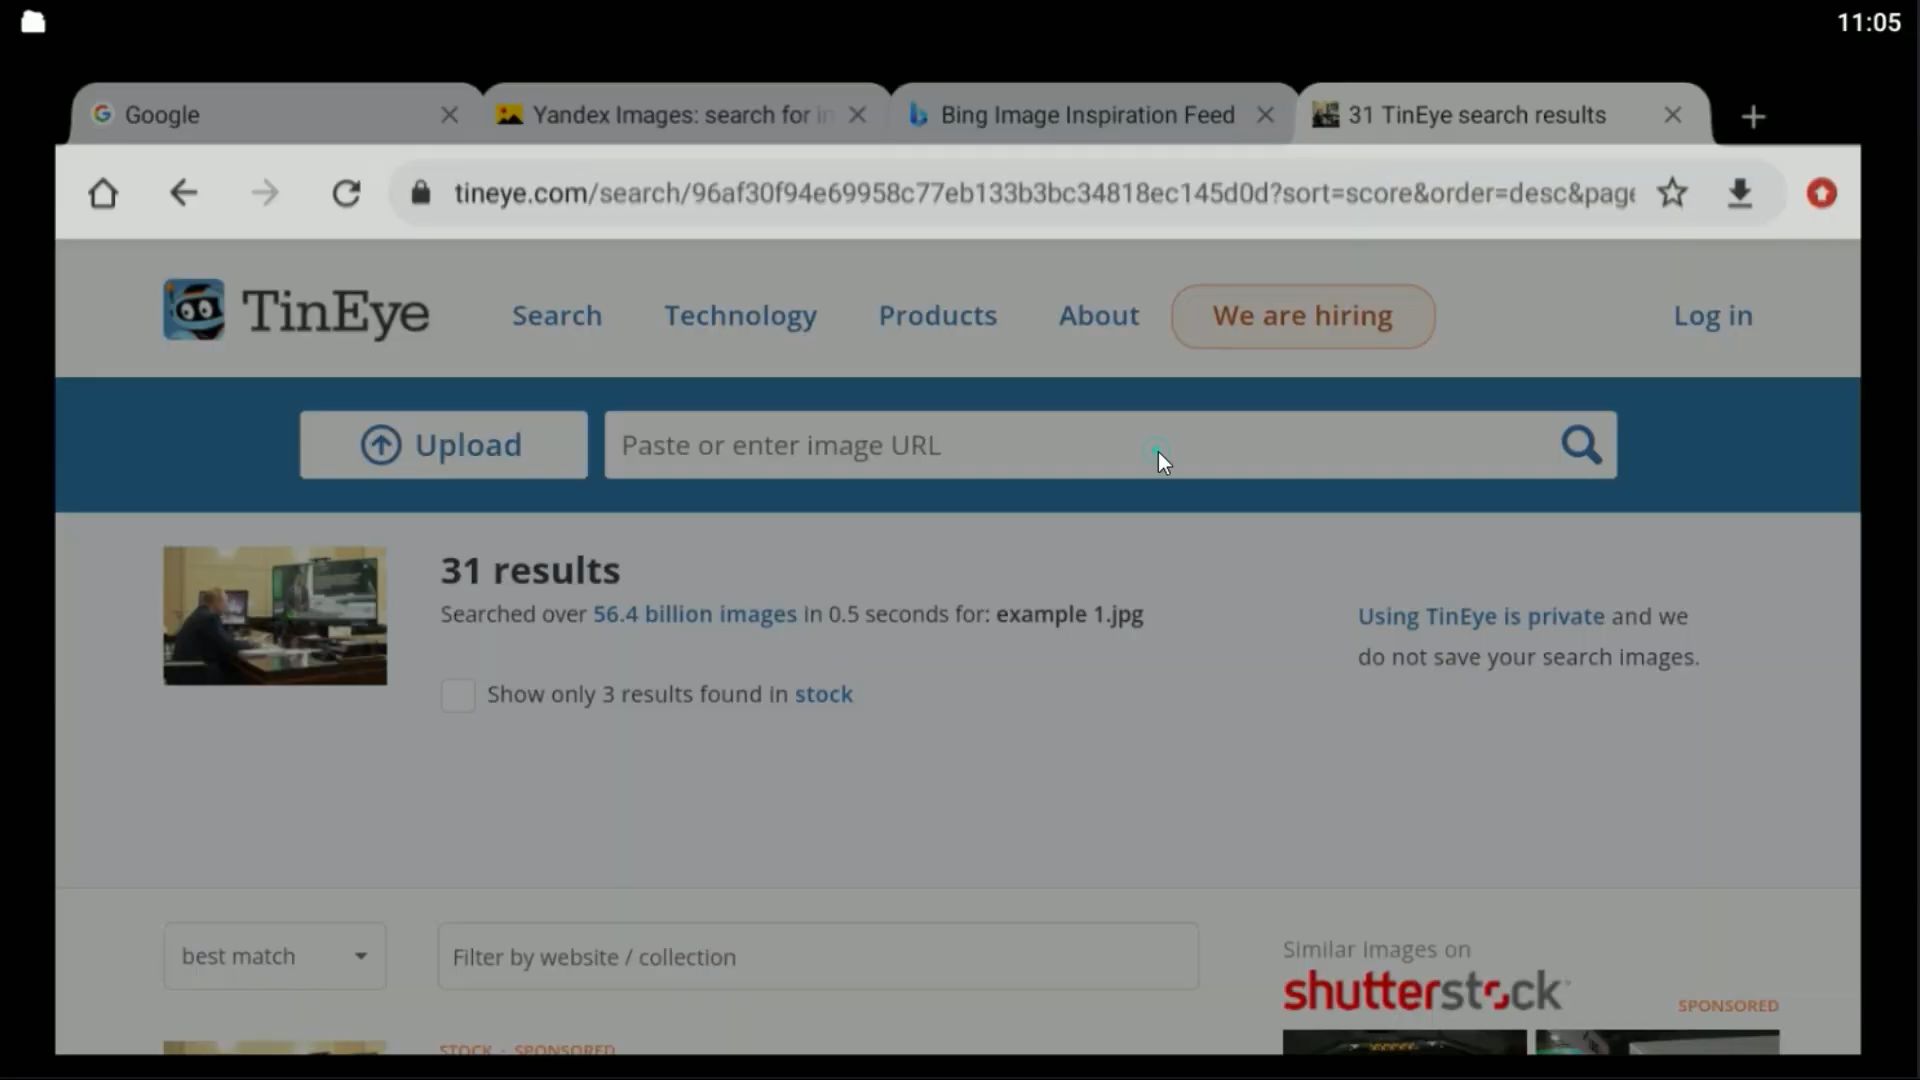 11:05
Google
Yandex Images: search for in
Bing Image Inspiration Feed
31 TinEye search results
tineye.com/search/96af30f94e69958c77eb133b3bc34818ec145d0d?sort=score&order=desc&page
TinEye
Search
Technology
Products
About
We are hiring
Log in
Upload
Paste or enter image URL
31 results
Searched over 56.4 billion images in 0.5 seconds for: example 1.jpg
Using TinEye is private and we
do not save your search images.
Show only 3 results found in stock
best match
Filter by website / collection
Similar images on
shutterstock
SPONSORED
STOCK - SPONSORED